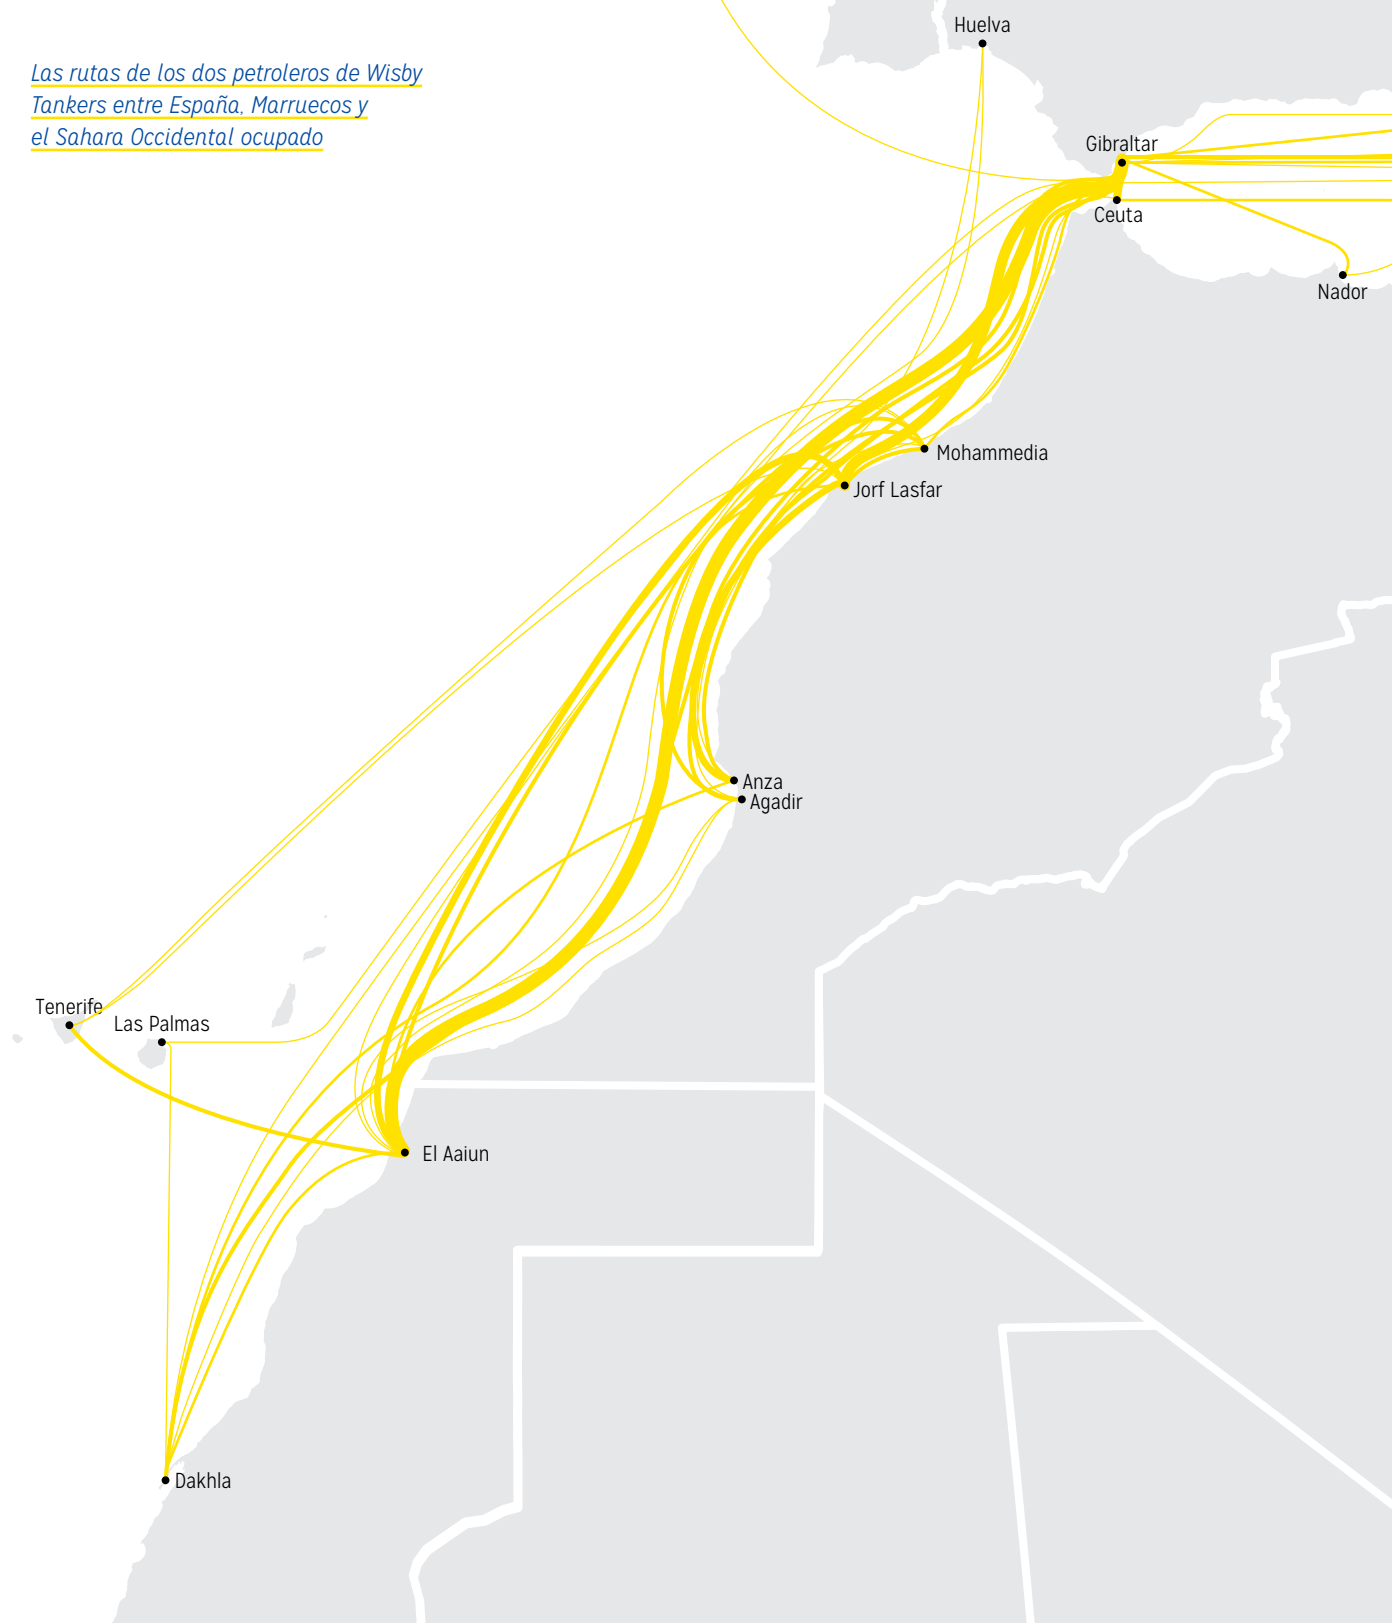 Las rutas de los dos petroleros de Wisby
Tankers entre España, Marruecos y
el Sahara Occidental ocupado
Huelva
Gibraltar
Ceuta
Nador
Mohammedia
Jorf Lasfar
Anza
Agadir
Tenerife
Las Palmas
El Aaiun
Dakhla